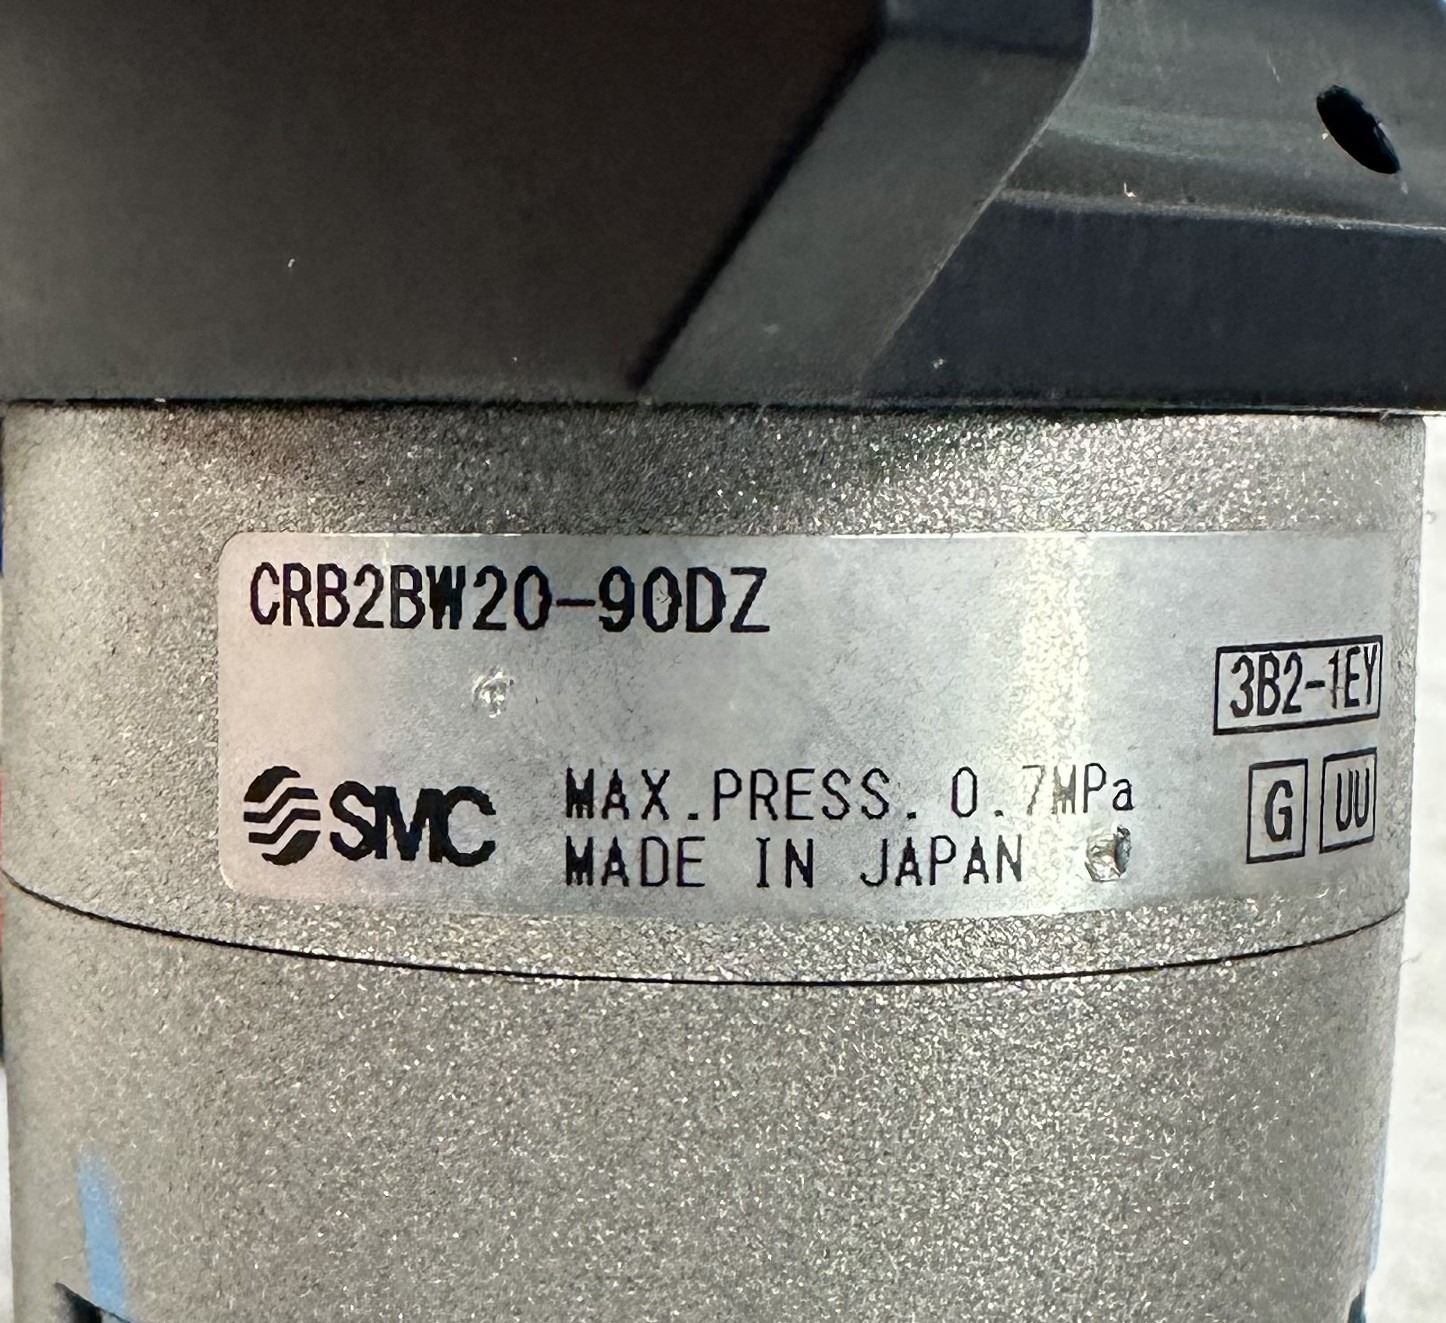 CRB2BW20-90DZ
3B2-1EY
SMC MAX.PRESS. 0.7MPa
MADE IN JAPAN
G UU